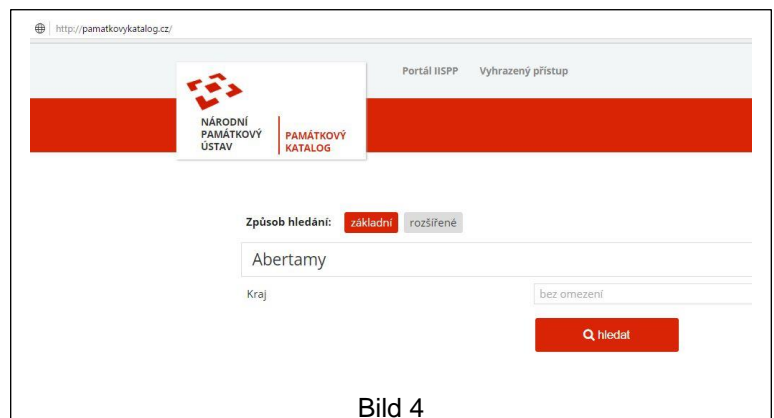 http://pamatkovykatalog.cz/
Portál IISPP Vyhrazený přístup
NÁRODNÍ
PAMÁTKOVÝ
ÚSTAV
PAMÁTKOVÝ
KATALOG
Způsob hledání: základní rozšířené
Abertamy
Kraj bez omezení
hledat
Bild 4